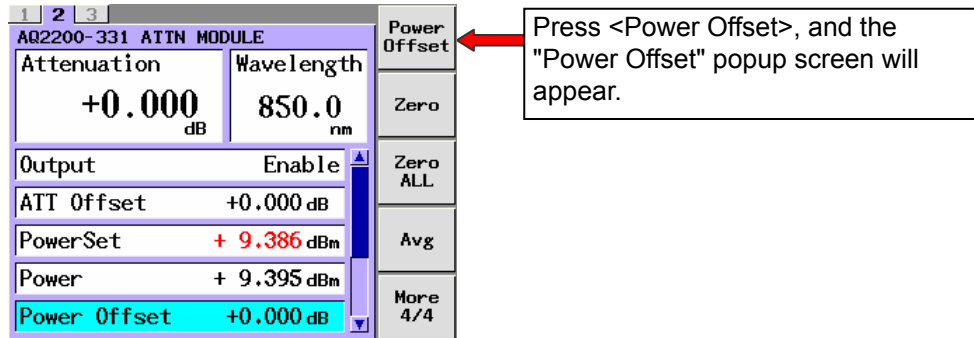 1 2 3
AQ2200-331 ATTN MODULE
Attenuation
+0.000
dB
Wavelength
850.0
nm
Output Enable
ATT Offset +0.000 dB
PowerSet + 9.386 dBm
Power + 9.395 dBm
Power Offset +0.000 dB
Power
Offset
Zero
Zero
ALL
Avg
More
4/4
Press <Power Offset>, and the
"Power Offset" popup screen will
appear.